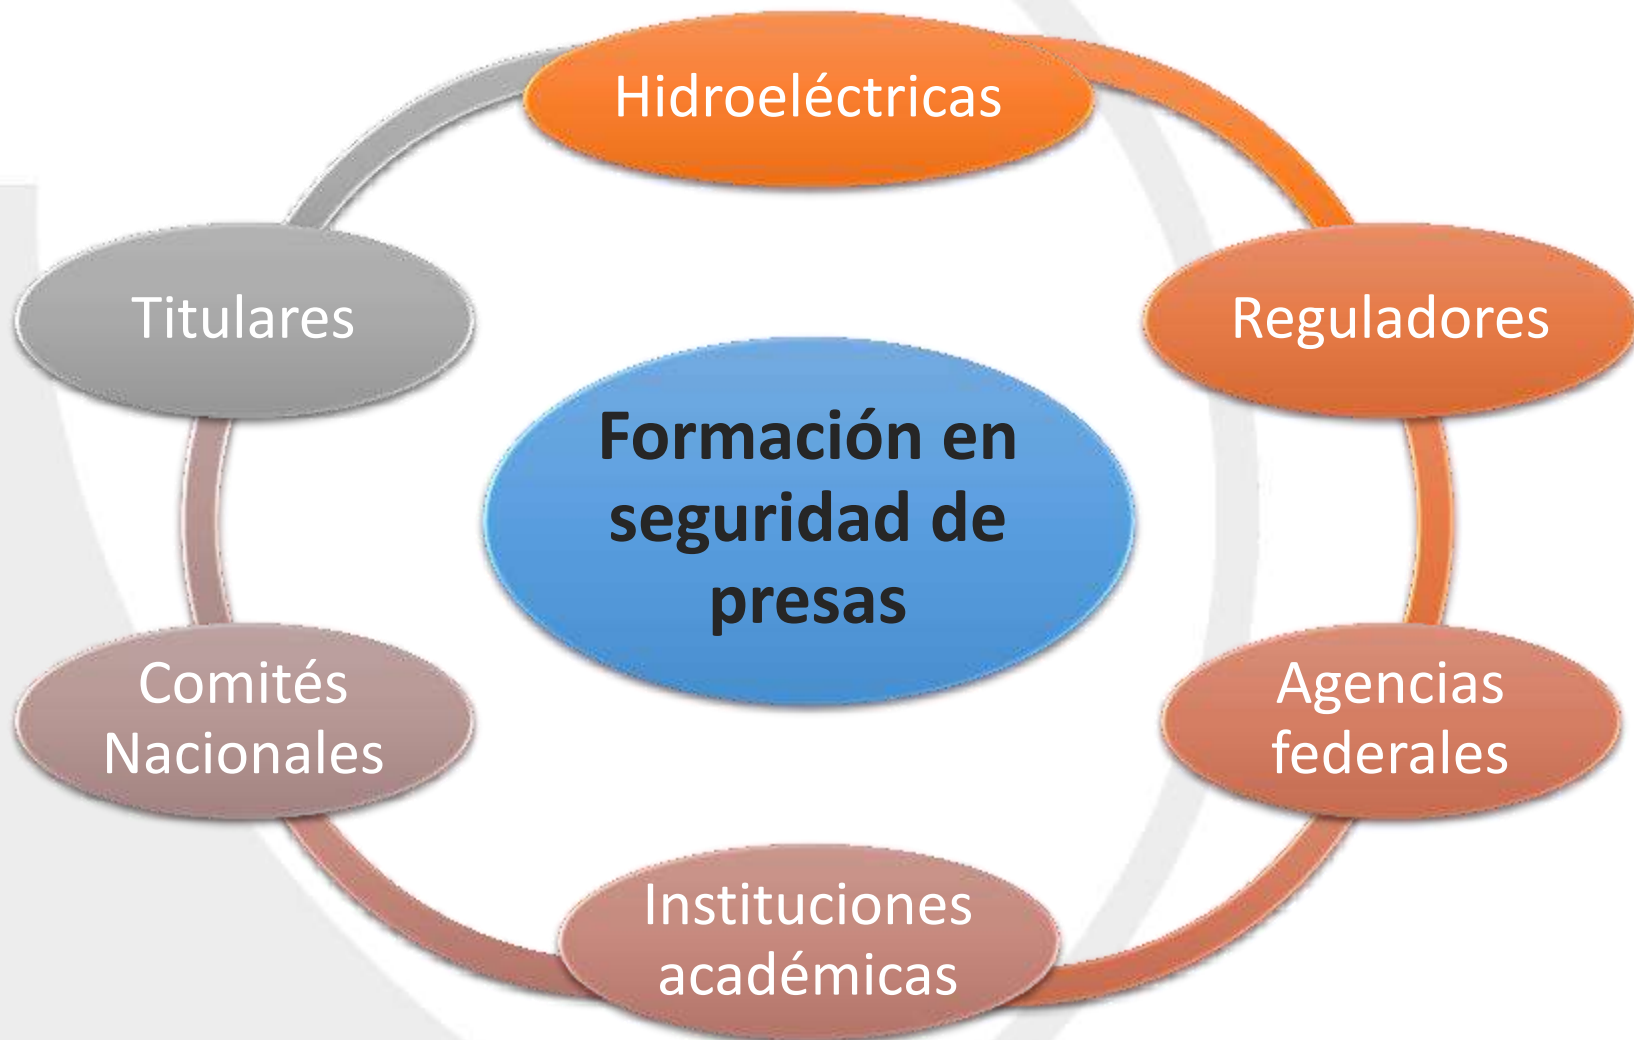 Hidroeléctricas
Titulares
Reguladores
Formación en
seguridad de
presas
Comités
Nacionales
Agencias
federales
Instituciones
académicas